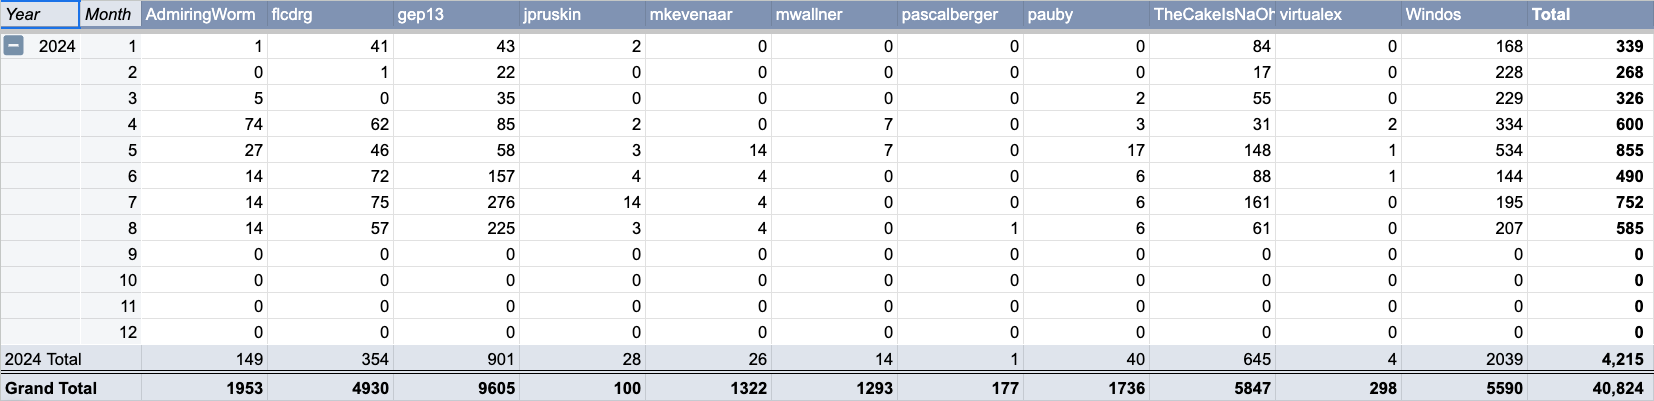 Year Month AdmiringWorm flcdrg gep13 jpruskin mkevenaar mwallner pascalberger pauby TheCakeIsNaOH virtualex Windos Total
2024 1 1 41 43 2 0 0 0 0 84 0 168 339
2 0 1 22 0 0 0 0 0 17 0 228 268
3 5 0 35 0 0 0 0 2 55 0 229 326
4 74 62 85 2 0 7 0 3 31 2 334 600
5 27 46 58 3 14 7 0 17 148 1 534 855
6 14 72 157 4 4 0 0 6 88 1 144 490
7 14 75 276 14 4 0 0 6 161 0 195 752
8 14 57 225 3 4 0 1 6 61 0 207 585
9 0 0 0 0 0 0 0 0 0 0 0 0
10 0 0 0 0 0 0 0 0 0 0 0 0
11 0 0 0 0 0 0 0 0 0 0 0 0
12 0 0 0 0 0 0 0 0 0 0 0 0
2024 Total 149 354 901 28 26 14 1 40 645 4 2039 4,215
Grand Total 1953 4930 9605 100 1322 1293 177 1736 5847 298 5590 40,824